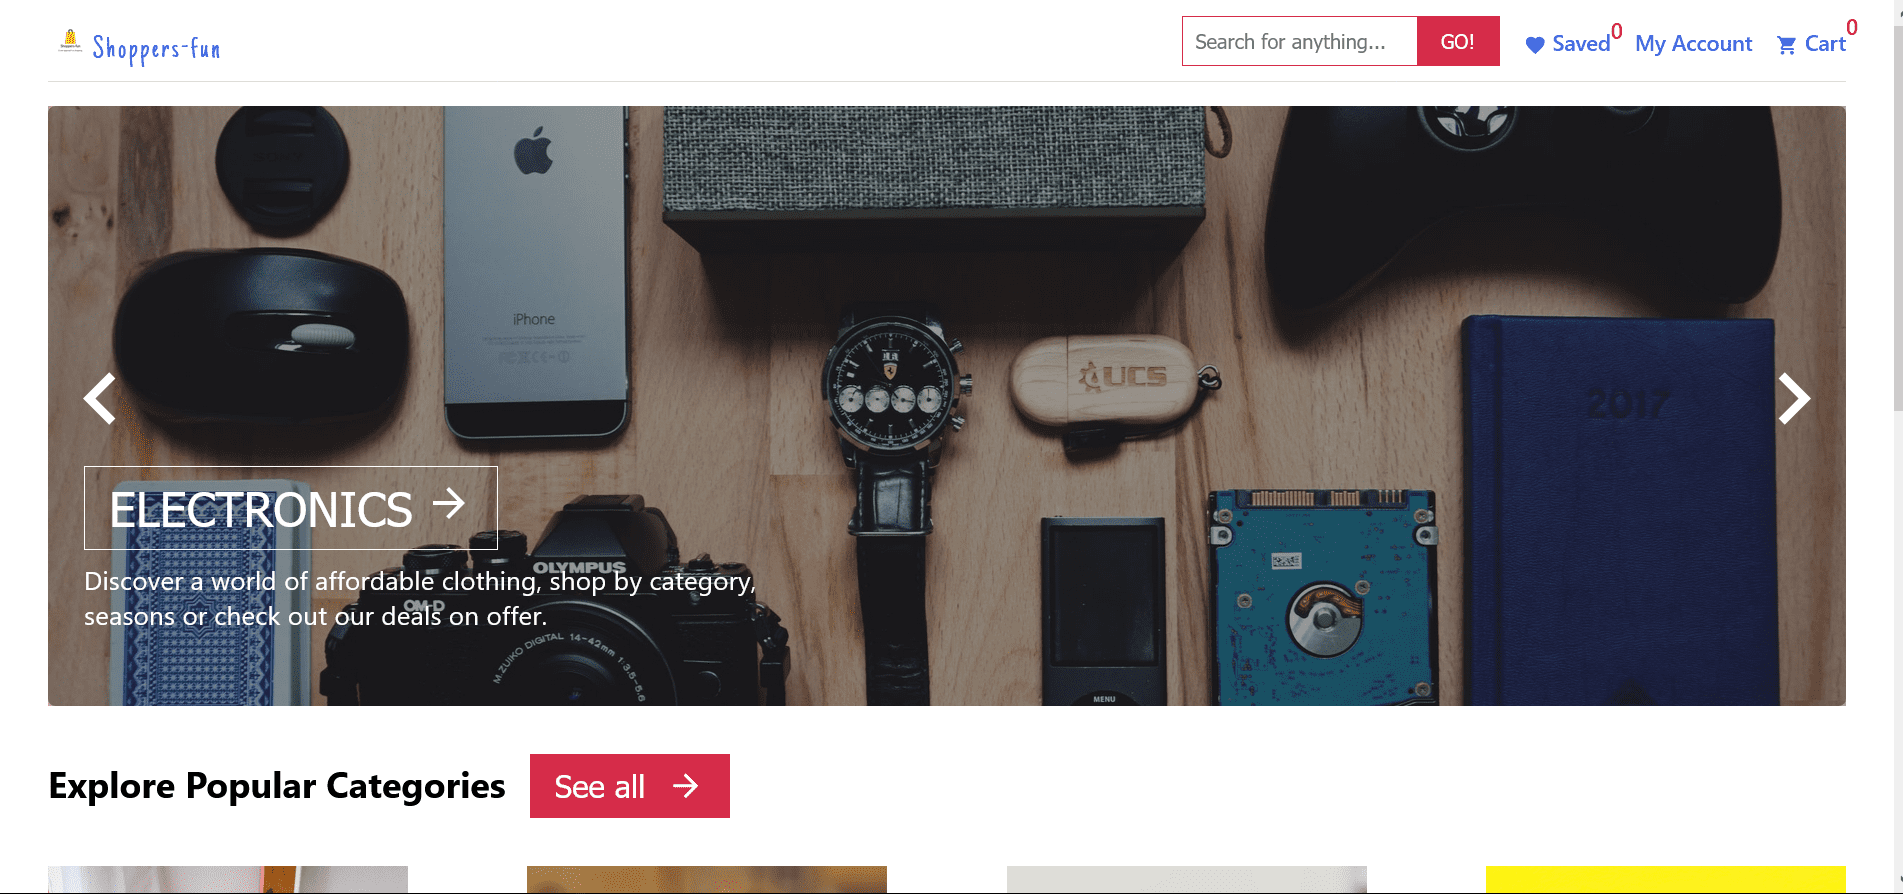 Shoppers-fun
Search for anything...
GO!
Saved
0
My Account
Cart
0
iPhone
UCS
2017
ELECTRONICS
OLYMPUS
Discover a world of affordable clothing, shop by category,
OM-D
seasons or check out our deals on offer.
M.ZUIKO DIGITAL 14-42mm 1:3.5-5.6
MENU
Explore Popular Categories
See all